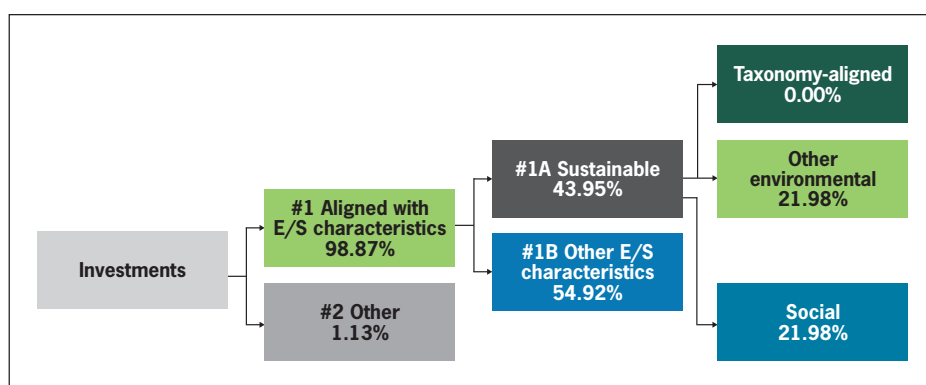 Investments
#1 Aligned with
E/S characteristics
98.87%
#2 Other
1.13%
#1A Sustainable
43.95%
#1B Other E/S
characteristics
54.92%
Taxonomy-aligned
0.00%
Other
environmental
21.98%
Social
21.98%